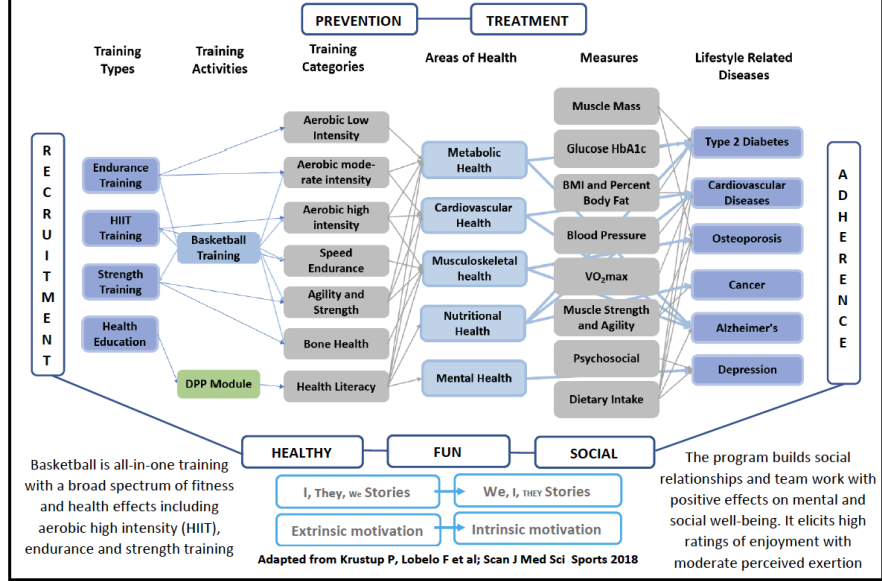 PREVENTION
TREATMENT
Training
Types
Training
Activities
Training
Categories
Areas of Health
Measures
Lifestyle Related
Diseases
RECRUITMENT
Endurance
Training
HIIT
Training
Strength
Training
Health
Education
Basketball
Training
DPP Module
Aerobic Low
Intensity
Aerobic mode-
rate intensity
Aerobic high
intensity
Speed
Endurance
Agility and
Strength
Bone Health
Health Literacy
Metabolic
Health
Cardiovascular
Health
Musculoskeletal
health
Nutritional
Health
Mental Health
Muscle Mass
Glucose HbA1c
BMI and Percent
Body Fat
Blood Pressure
VO₂max
Muscle Strength
and Agility
Psychosocial
Dietary Intake
Type 2 Diabetes
Cardiovascular
Diseases
Osteoporosis
Cancer
Alzheimer's
Depression
ADHERENCE
HEALTHY
FUN
SOCIAL
Basketball is all-in-one training
with a broad spectrum of fitness
and health effects including
aerobic high intensity (HIIT),
endurance and strength training
I, They, We Stories
We, I, THEY Stories
Extrinsic motivation
Intrinsic motivation
Adapted from Krustup P, Lobelo F et al; Scan J Med Sci Sports 2018
The program builds social
relationships and team work with
positive effects on mental and
social well-being. It elicits high
ratings of enjoyment with
moderate perceived exertion